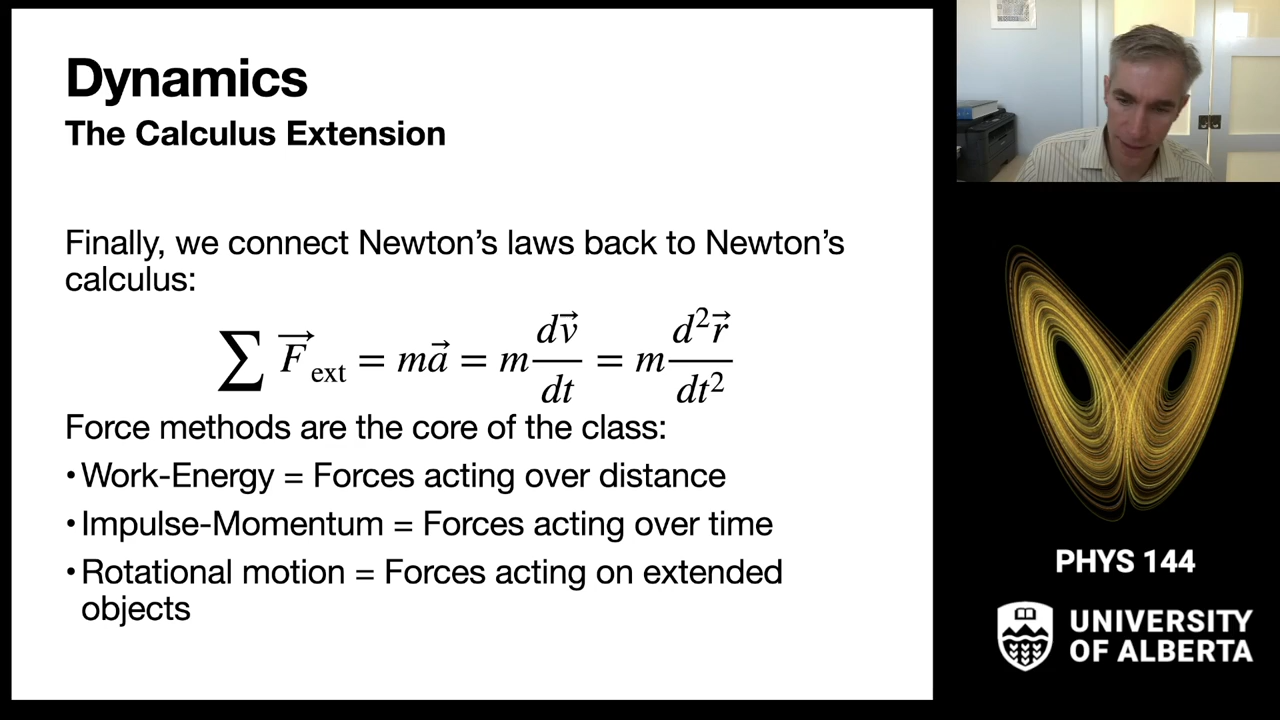 Dynamics
The Calculus Extension
Finally, we connect Newton’s laws back to Newton’s
calculus:
∑ F⃗ₑₓₜ = ma⃗ = m dv⃗/dt = m d²r⃗/dt²
Force methods are the core of the class:
•Work-Energy = Forces acting over distance
•Impulse-Momentum = Forces acting over time
•Rotational motion = Forces acting on extended
objects
PHYS 144
UNIVERSITY
OF ALBERTA